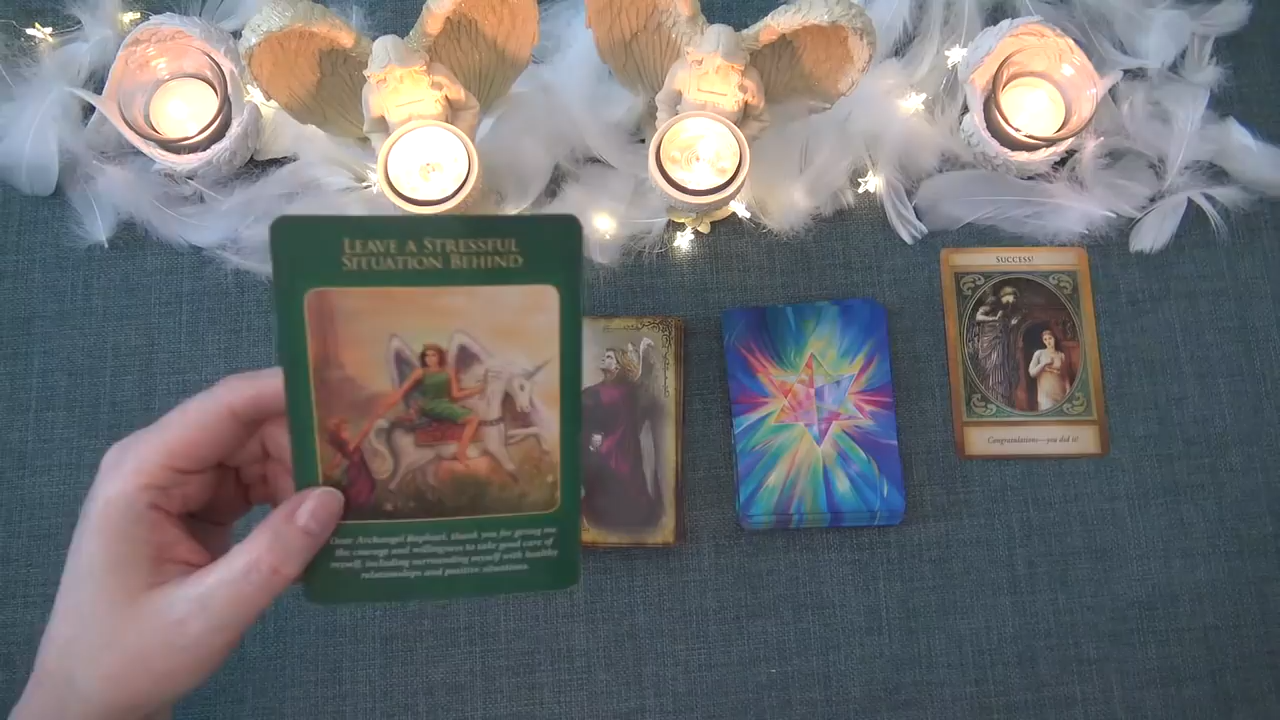 LEAVE A STRESSFUL
SITUATION BEHIND
Dear Archangel Raphael, thank you for giving me
the courage and willingness to take good care of
myself, including surrounding myself with healthy
relationships and positive situations.
SUCCESS!
Congratulations—you did it!